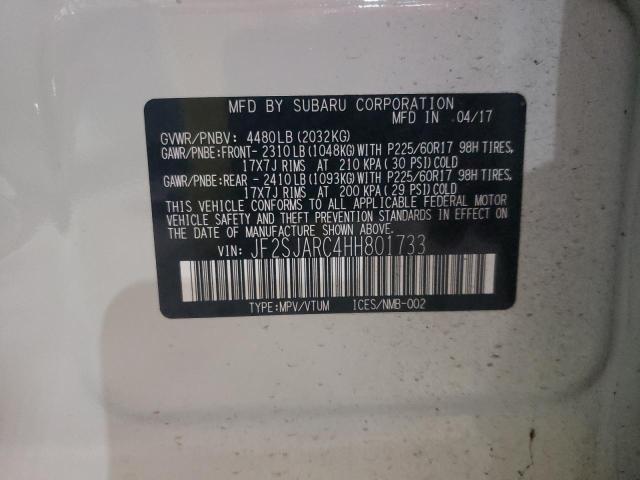 MFD BY SUBARU CORPORATION
MFD IN 04/17
GVWR/PNBV: 4480LB(2032KG)
GAWR/PNBE:FRONT-2310LB(1048KG)WITH P225/60R17 98H TIRES,
17X7J RIMS AT 210 KPA(30 PSI)COLD
GAWR/PNBE:REAR -2410LB(1093KG)WITH P225/60R17 98H TIRES,
17X7J RIMS AT 200 KPA(29 PSI)COLD
THIS VEHICLE CONFORMS TO ALL APPLICABLE FEDERAL MOTOR
VEHICLE SAFETY AND THEFT PREVENTION STANDARDS IN EFFECT ON
THE DATE OF MANUFACTURE SHOWN ABOVE.
VIN: JF2SJARC4HH801733
TYPE:MPV/VTUM ICES/NMB-002